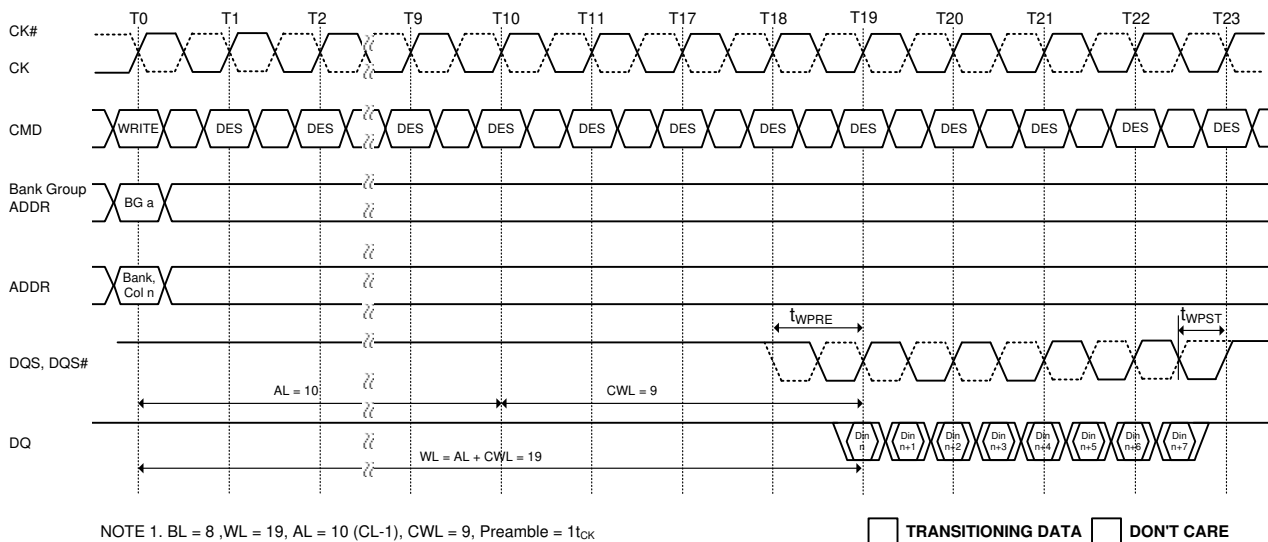 T0 T1 T2 T9 T10 T11 T17 T18 T19 T20 T21 T22 T23
CK#
CK
CMD WRITE DES DES DES DES DES DES DES DES DES DES DES DES
Bank Group
ADDR
BG a
ADDR
Bank,
Col n
tWPRE
tWPST
DQS, DQS#
AL = 10 CWL = 9
DQ
Din n Din n+1 Din n+2 Din n+3 Din n+4 Din n+5 Din n+6 Din n+7
WL = AL + CWL = 19
NOTE 1. BL = 8 ,WL = 19, AL = 10 (CL-1), CWL = 9, Preamble = 1tCK
TRANSITIONING DATA DON'T CARE